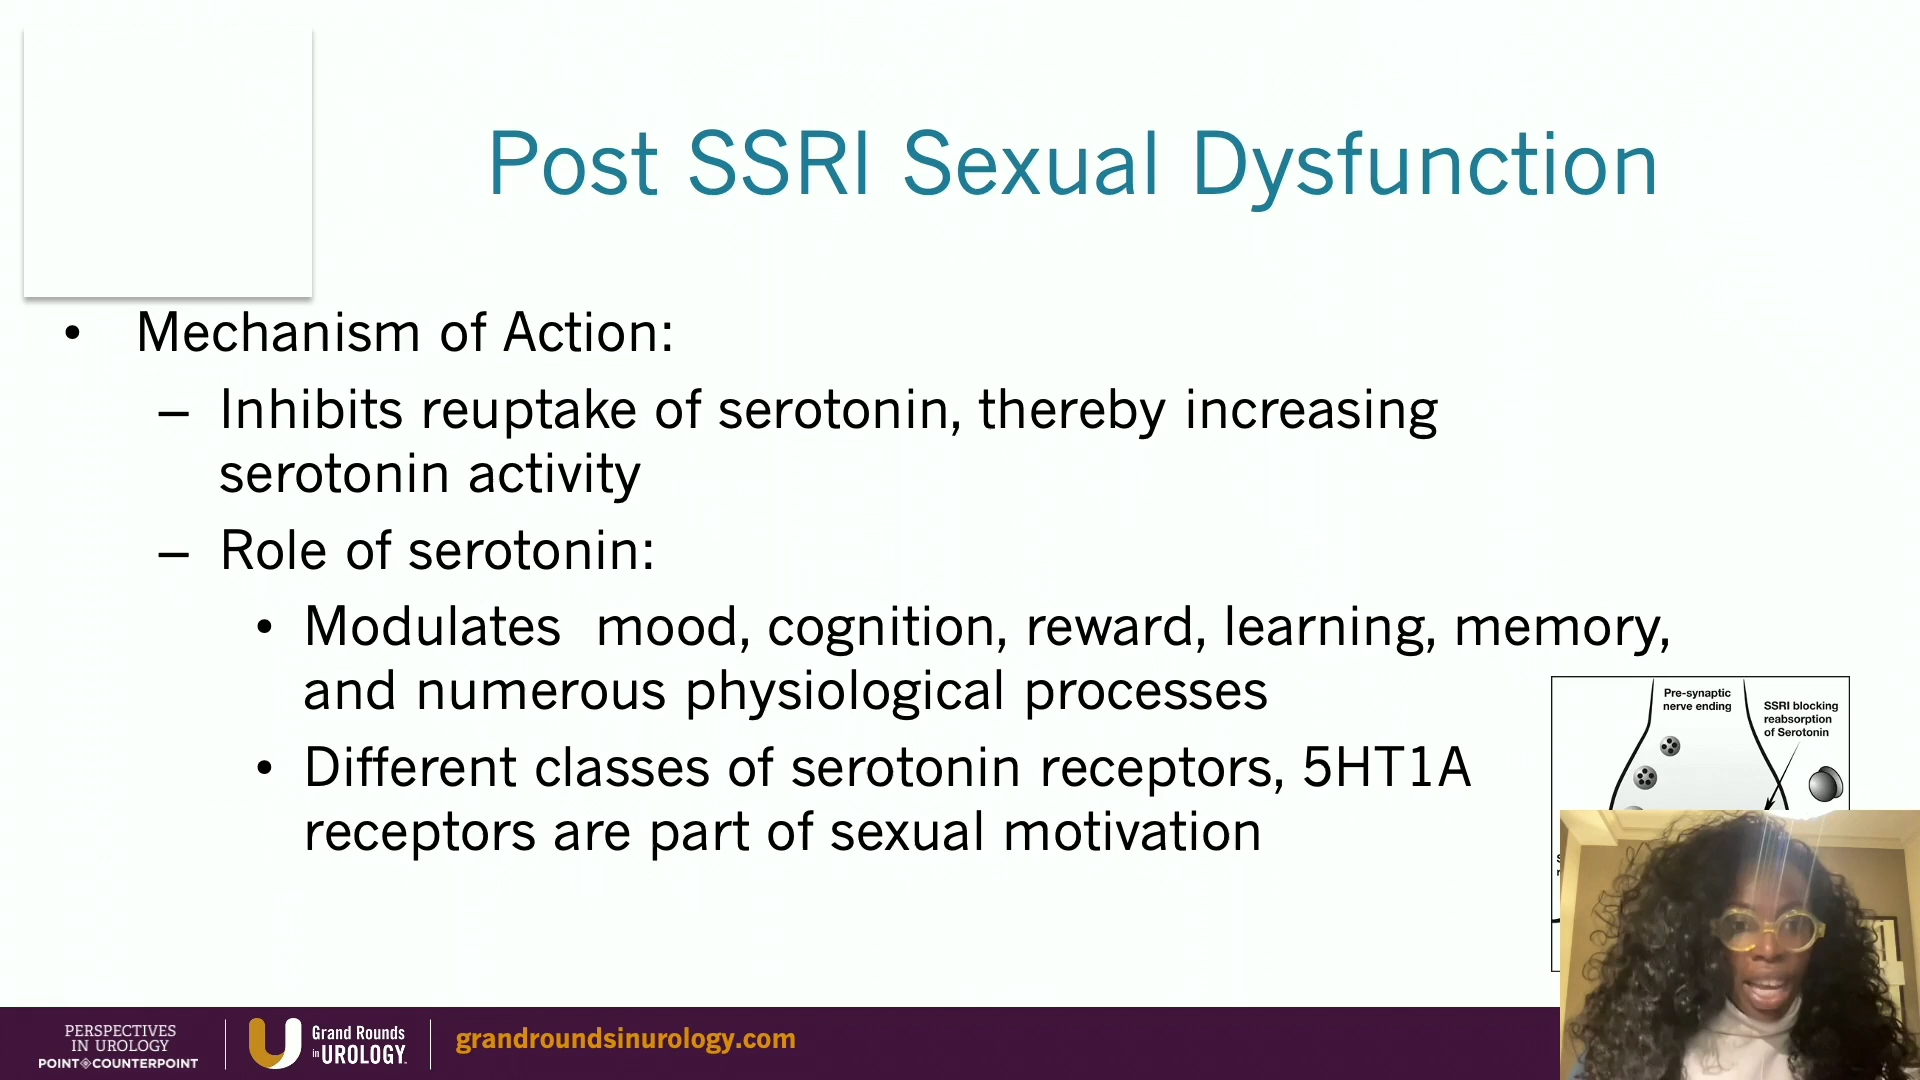 Post SSRI Sexual Dysfunction
• Mechanism of Action:
– Inhibits reuptake of serotonin, thereby increasing
serotonin activity
– Role of serotonin:
• Modulates  mood, cognition, reward, learning, memory,
and numerous physiological processes
• Different classes of serotonin receptors, 5HT1A
receptors are part of sexual motivation
Pre-synaptic
nerve ending
SSRI blocking
reabsorption
of Serotonin
PERSPECTIVES
IN UROLOGY
POINT COUNTERPOINT
Grand Rounds
in UROLOGY
grandroundsinurology.com